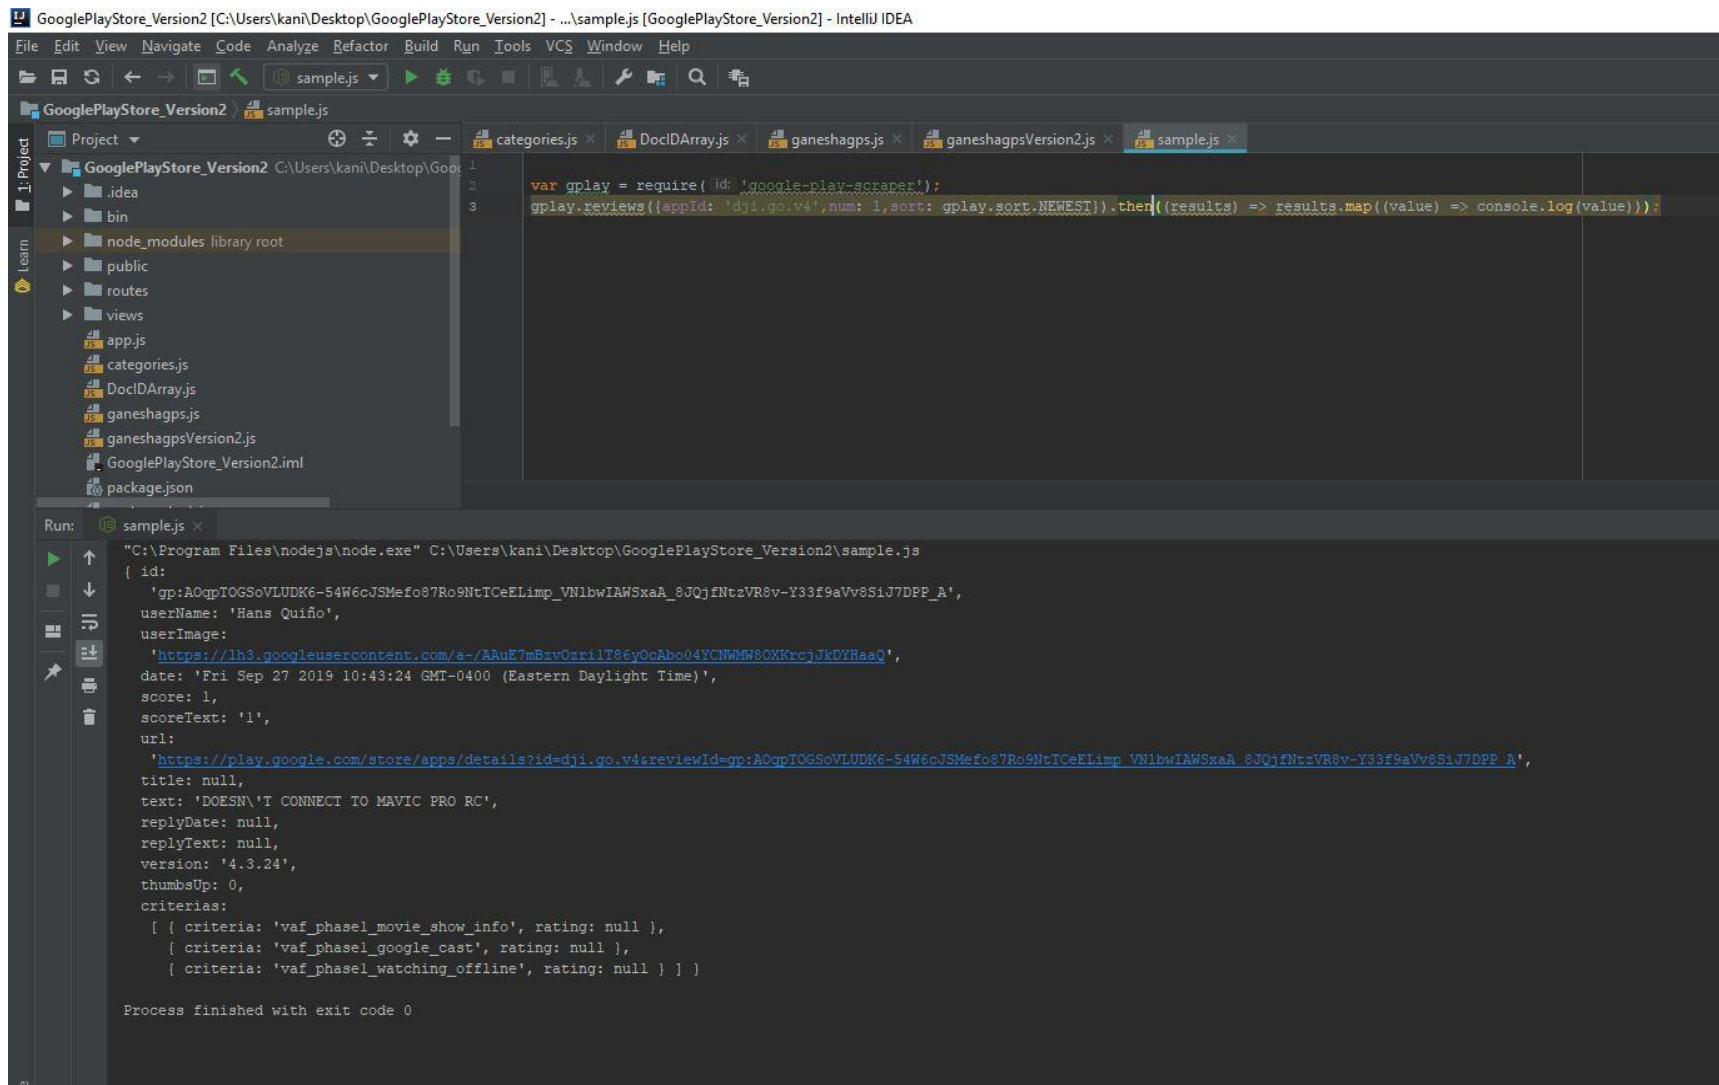 GooglePlayStore_Version2 [C:\Users\kani\Desktop\GooglePlayStore_Version2] - ...\sample.js [GooglePlayStore_Version2] - IntelliJ IDEA
File Edit View Navigate Code Analyze Refactor Build Run Tools VCS Window Help
sample.js
GooglePlayStore_Version2 sample.js
1: Project
Learn
Project
categories.js DocIDArray.js ganeshagps.js ganeshagpsVersion2.js sample.js
GooglePlayStore_Version2 C:\Users\kani\Desktop\Goo
.idea
bin
node_modules library root
public
routes
views
app.js
categories.js
DocIDArray.js
ganeshagps.js
ganeshagpsVersion2.js
GooglePlayStore_Version2.iml
package.json
1
2 var gplay = require( id: 'google-play-scraper');
3 gplay.reviews({appId: 'dji.go.v4',num: 1,sort: gplay.sort.NEWEST}).then((results) => results.map((value) => console.log(value)));
Run: sample.js
"C:\Program Files\nodejs\node.exe" C:\Users\kani\Desktop\GooglePlayStore_Version2\sample.js
{ id:
'gp:AOqpTOGSoVLUDK6-54W6cJSMefo87Ro9NtTCeELimp_VN1bwIAWSxaA_8JQjfNtzVR8v-Y33f9aVv8SiJ7DPP_A',
userName: 'Hans Quiño',
userImage:
'https://lh3.googleusercontent.com/a-/AAuE7mBzvOzri1T86yOcAbo04YCNWMW8OXKrcjJkDYHaaQ',
date: 'Fri Sep 27 2019 10:43:24 GMT-0400 (Eastern Daylight Time)',
score: 1,
scoreText: '1',
url:
'https://play.google.com/store/apps/details?id=dji.go.v4&reviewId=gp:AOqpTOGSoVLUDK6-54W6cJSMefo87Ro9NtTCeELimp_VN1bwIAWSxaA_8JQjfNtzVR8v-Y33f9aVv8SiJ7DPP_A',
title: null,
text: 'DOESN\'T CONNECT TO MAVIC PRO RC',
replyDate: null,
replyText: null,
version: '4.3.24',
thumbsUp: 0,
criterias:
[ { criteria: 'vaf_phase1_movie_show_info', rating: null },
{ criteria: 'vaf_phase1_google_cast', rating: null },
{ criteria: 'vaf_phase1_watching_offline', rating: null } ] }
Process finished with exit code 0